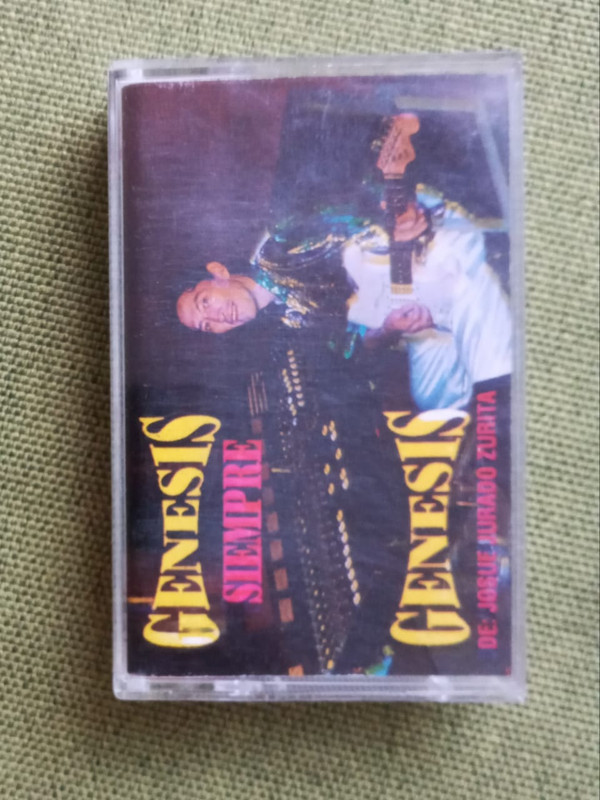 GENESIS
SIEMPRE
GENESIS
DE: JOSUE JURADO ZURITA